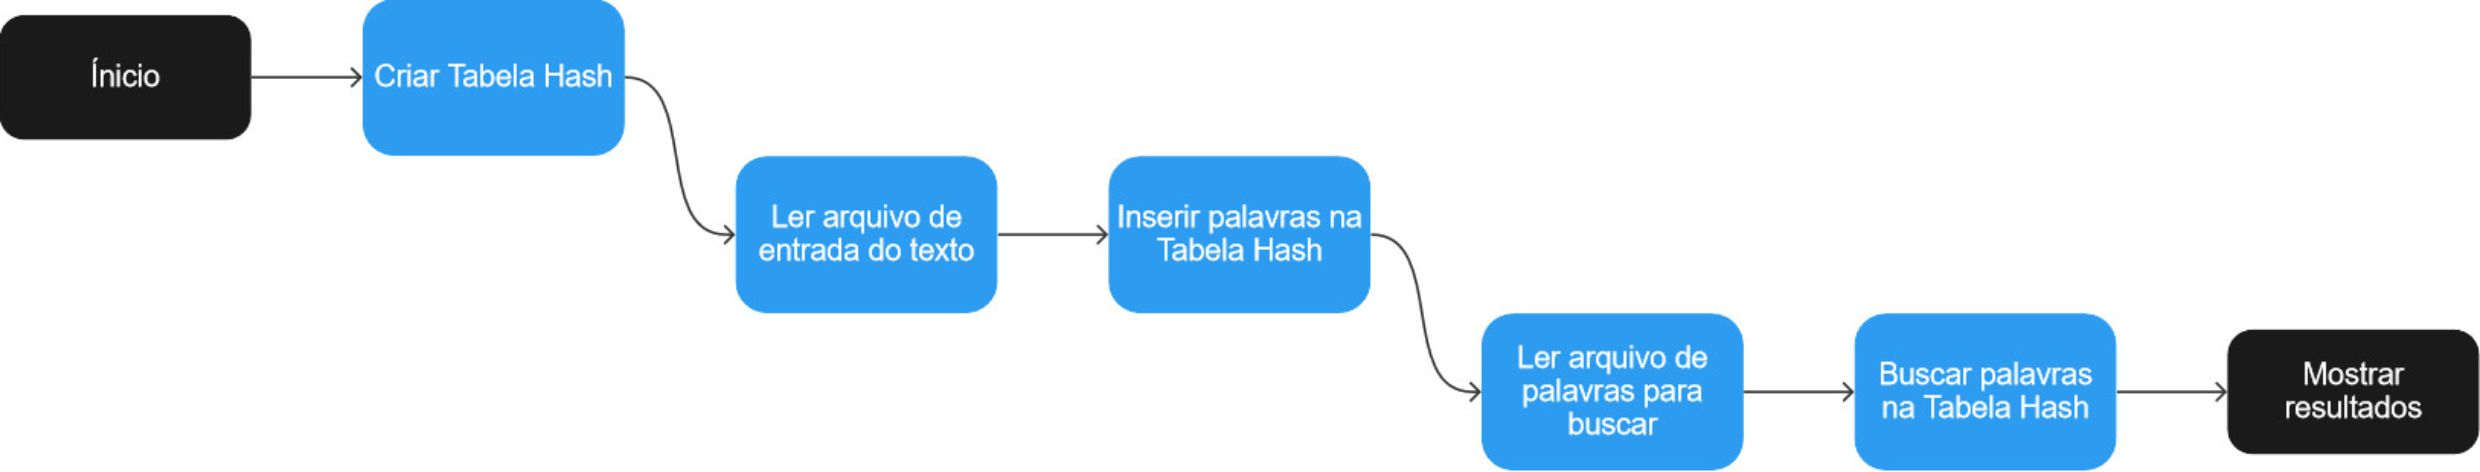 Ínicio
Criar Tabela Hash
Ler arquivo de
entrada do texto
Inserir palavras na
Tabela Hash
Ler arquivo de
palavras para
buscar
Buscar palavras
na Tabela Hash
Mostrar
resultados